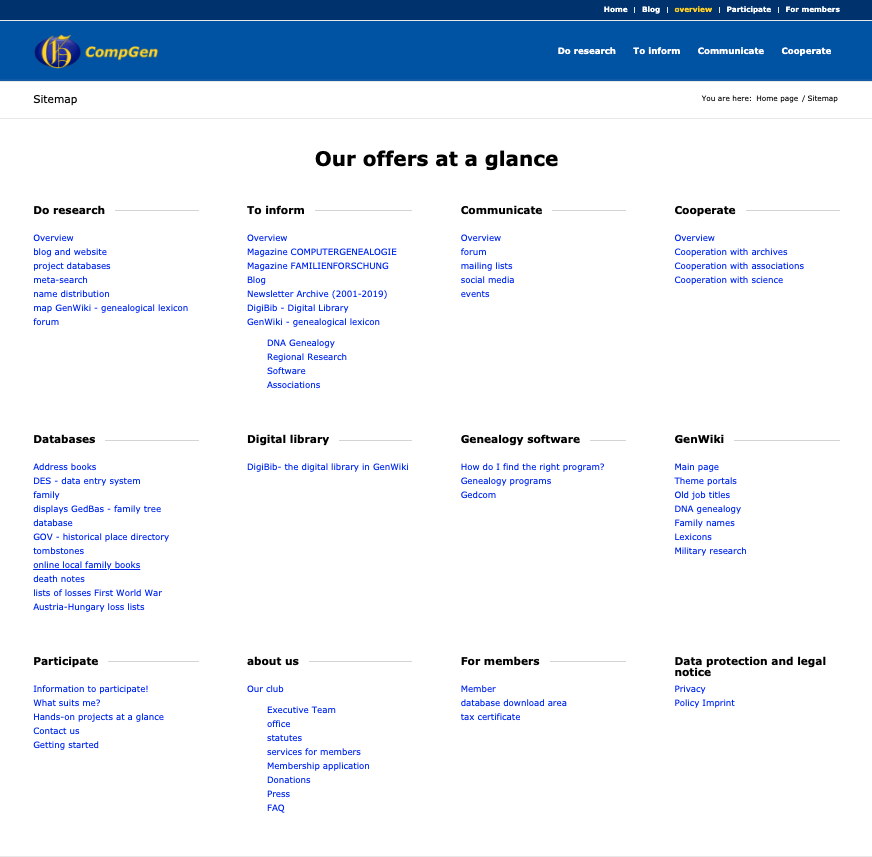 Home | Blog | overview | Participate | For members
CompGen
Do research To inform Communicate Cooperate
Sitemap
You are here: Home page / Sitemap
Our offers at a glance
Do research
Overview
blog and website
project databases
meta-search
name distribution
map GenWiki - genealogical lexicon
forum
To inform
Overview
Magazine COMPUTERGENEALOGIE
Magazine FAMILIENFORSCHUNG
Blog
Newsletter Archive (2001-2019)
DigiBib - Digital Library
GenWiki - genealogical lexicon
DNA Genealogy
Regional Research
Software
Associations
Communicate
Overview
forum
mailing lists
social media
events
Cooperate
Overview
Cooperation with archives
Cooperation with associations
Cooperation with science
Databases
Address books
DES - data entry system
family
displays GedBas - family tree
database
GOV - historical place directory
tombstones
online local family books
death notes
lists of losses First World War
Austria-Hungary loss lists
Digital library
DigiBib- the digital library in GenWiki
Genealogy software
How do I find the right program?
Genealogy programs
Gedcom
GenWiki
Main page
Theme portals
Old job titles
DNA genealogy
Family names
Lexicons
Military research
Participate
Information to participate!
What suits me?
Hands-on projects at a glance
Contact us
Getting started
about us
Our club
Executive Team
office
statutes
services for members
Membership application
Donations
Press
FAQ
For members
Member
database download area
tax certificate
Data protection and legal
notice
Privacy
Policy Imprint